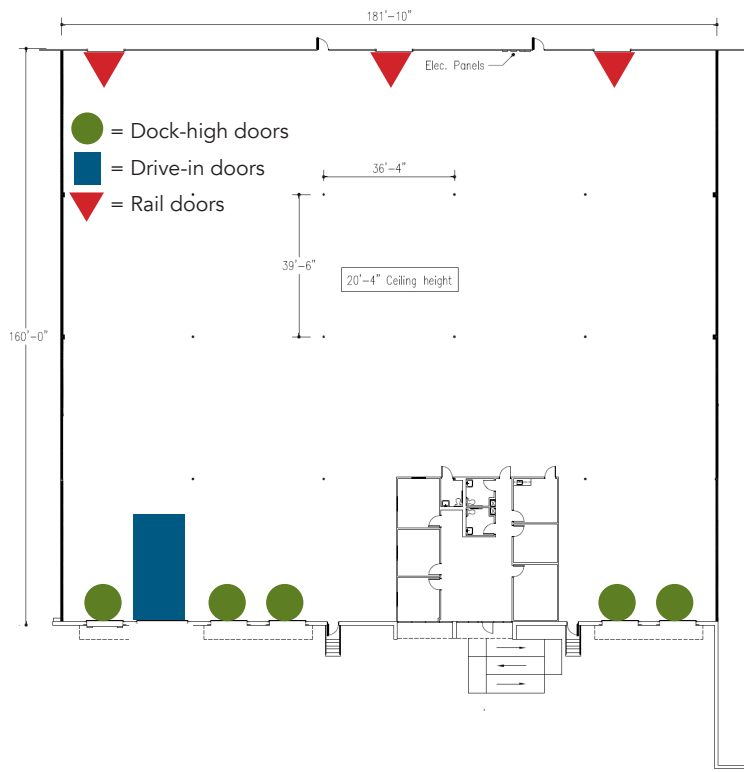 181'-10"
Elec. Panels
= Dock-high doors
= Drive-in doors
= Rail doors
36'-4"
39'-6"
20'-4" Ceiling height
160'-0"